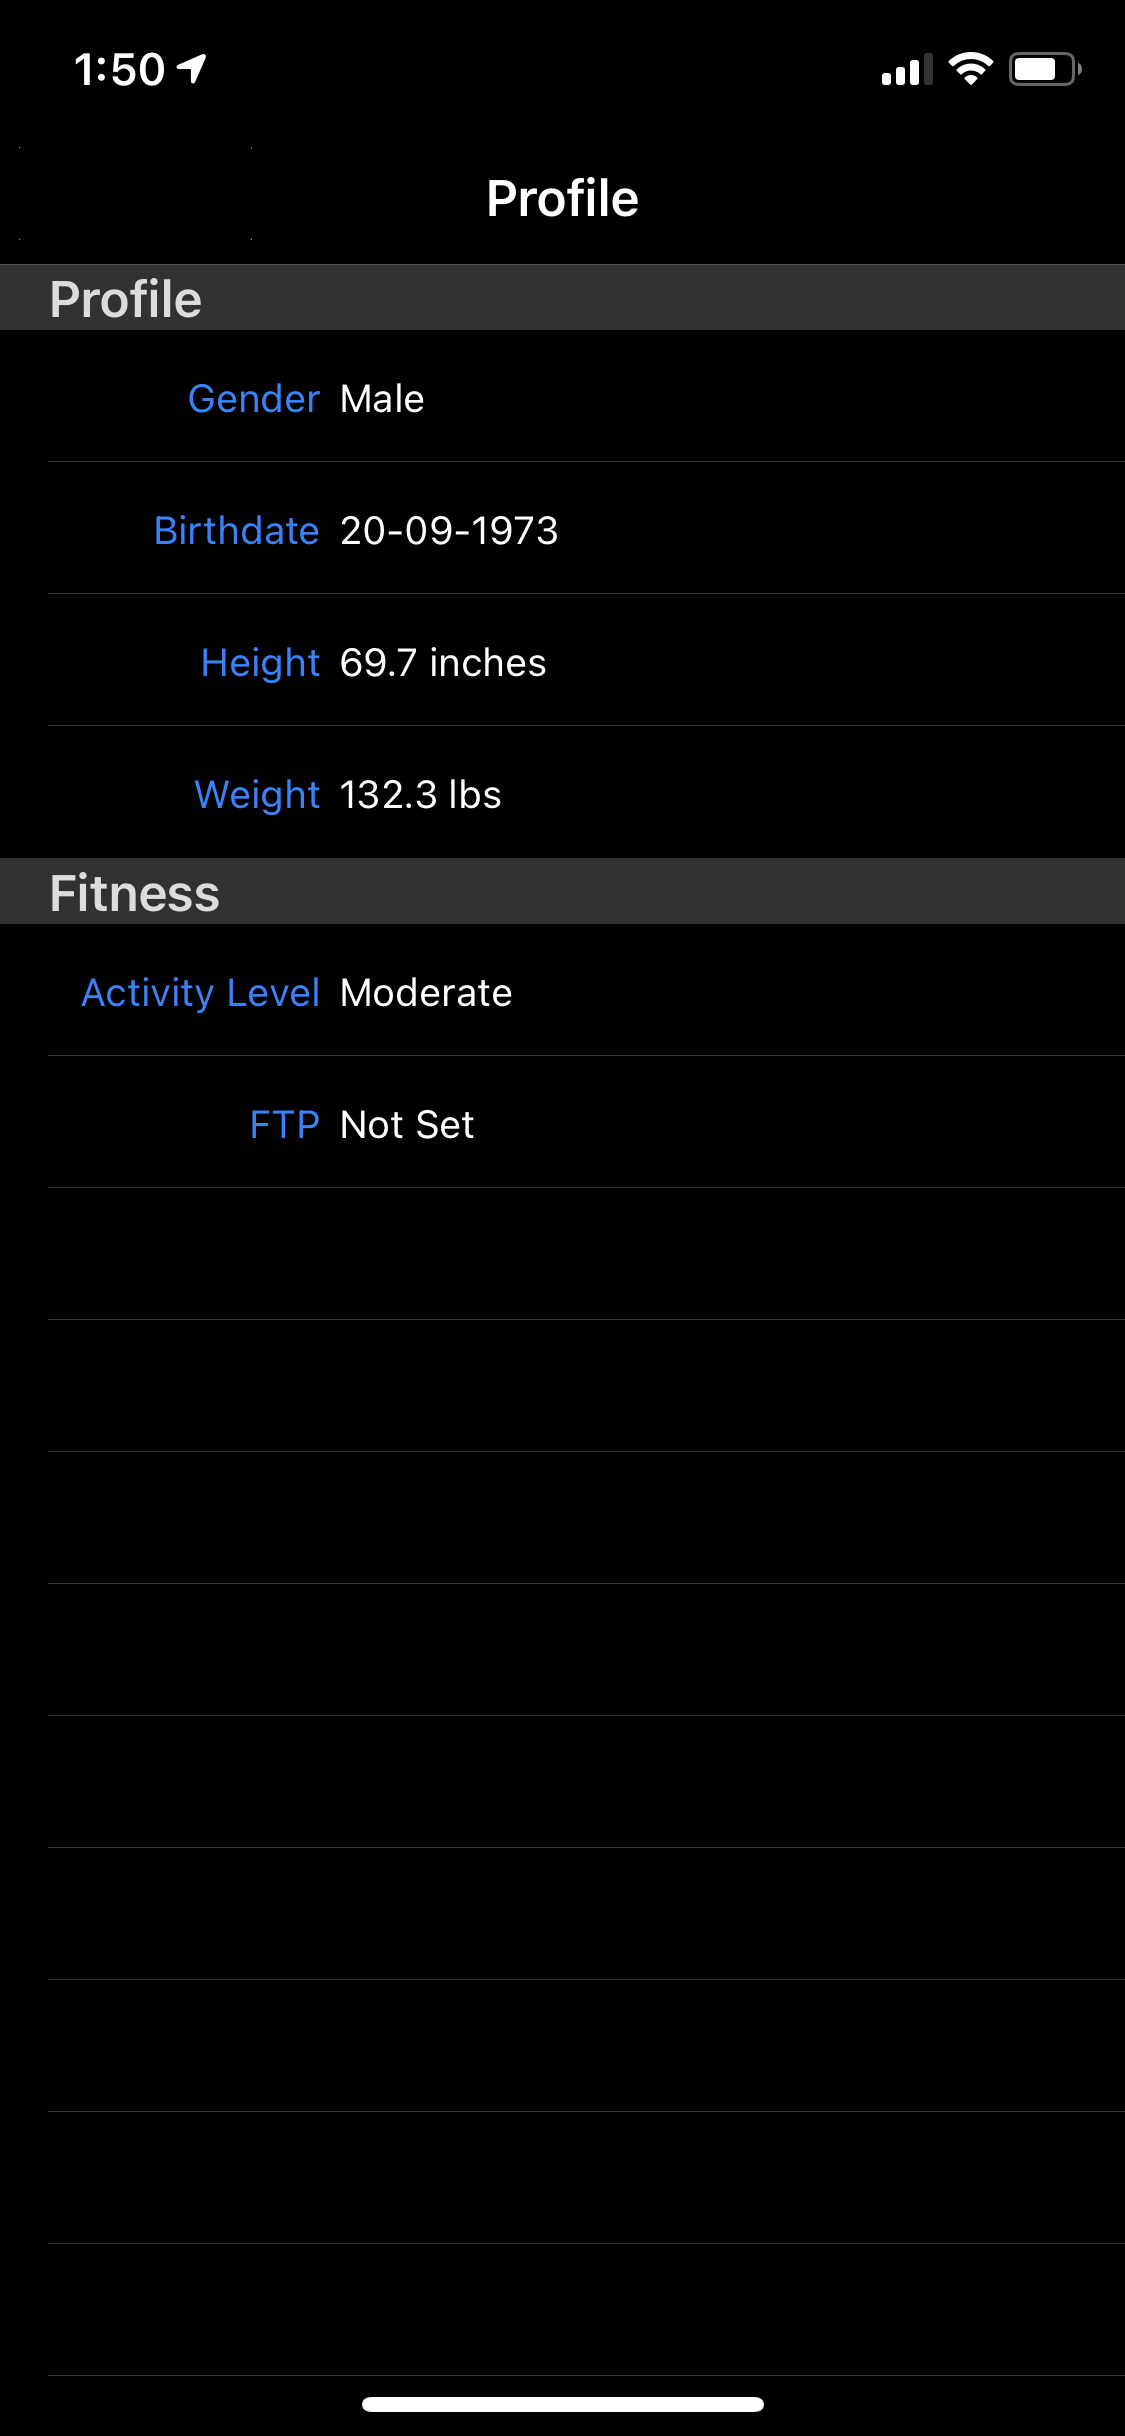 1:50
Profile
Profile
Gender Male
Birthdate 20-09-1973
Height 69.7 inches
Weight 132.3 lbs
Fitness
Activity Level Moderate
FTP Not Set